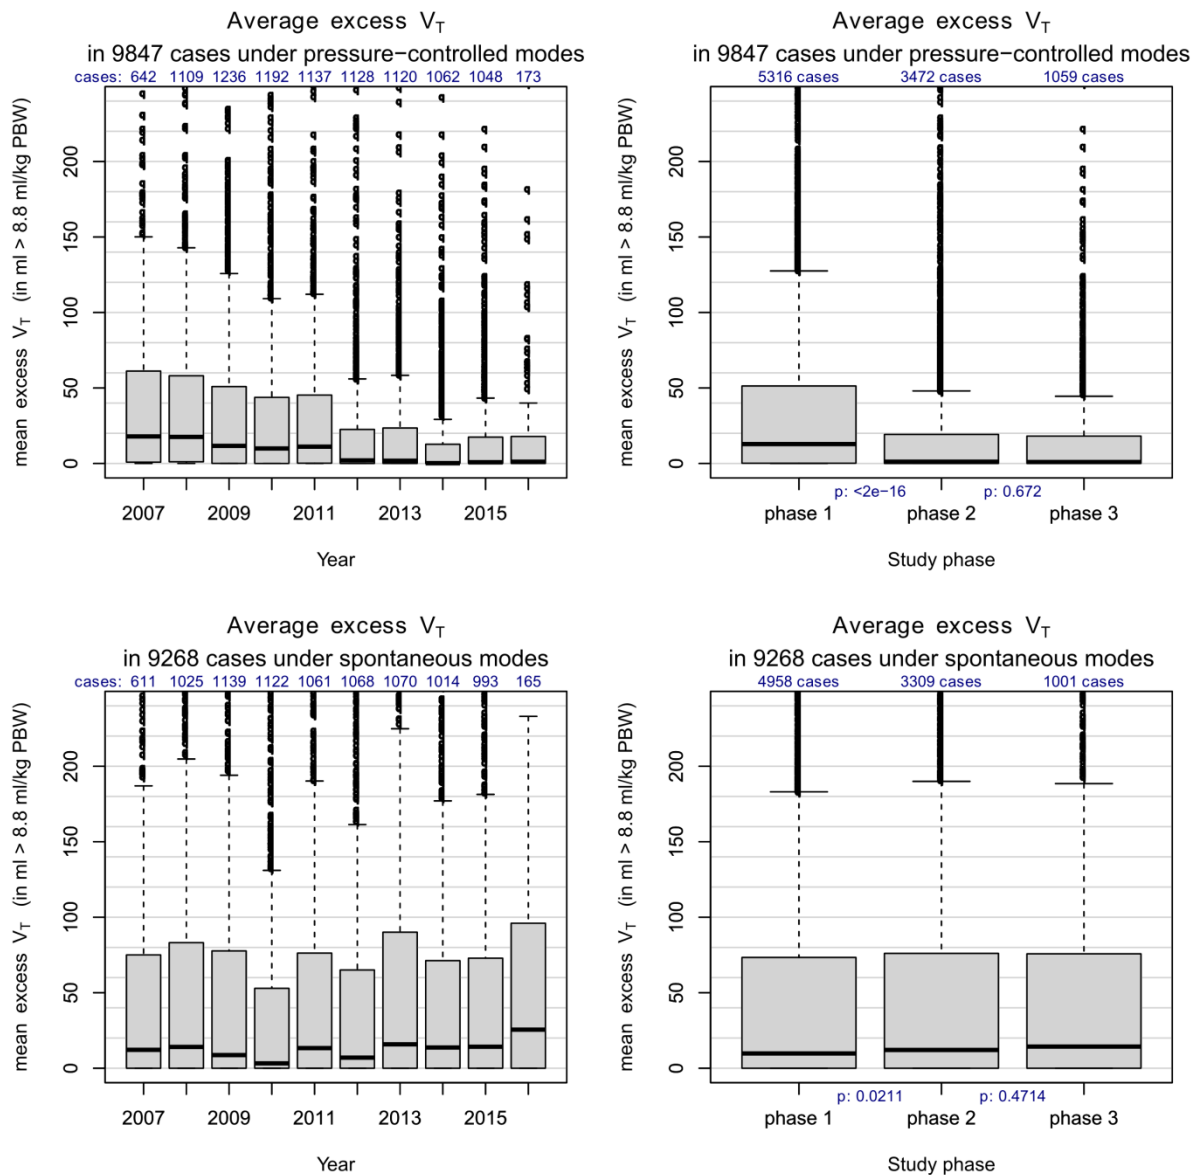 Average excess VT
in 9847 cases under pressure−controlled modes
cases: 642 1109 1236 1192 1137 1128 1120 1062 1048 173
mean excess VT (in ml > 8.8 ml/kg PBW)
200
150
100
50
0
2007 2009 2011 2013 2015
Year
Average excess VT
in 9847 cases under pressure−controlled modes
5316 cases 3472 cases 1059 cases
mean excess VT (in ml > 8.8 ml/kg PBW)
200
150
100
50
0
p: <2e−16 p: 0.672
phase 1 phase 2 phase 3
Study phase
Average excess VT
in 9268 cases under spontaneous modes
cases: 611 1025 1139 1122 1061 1068 1070 1014 993 165
mean excess VT (in ml > 8.8 ml/kg PBW)
200
150
100
50
0
2007 2009 2011 2013 2015
Year
Average excess VT
in 9268 cases under spontaneous modes
4958 cases 3309 cases 1001 cases
mean excess VT (in ml > 8.8 ml/kg PBW)
200
150
100
50
0
p: 0.0211 p: 0.4714
phase 1 phase 2 phase 3
Study phase